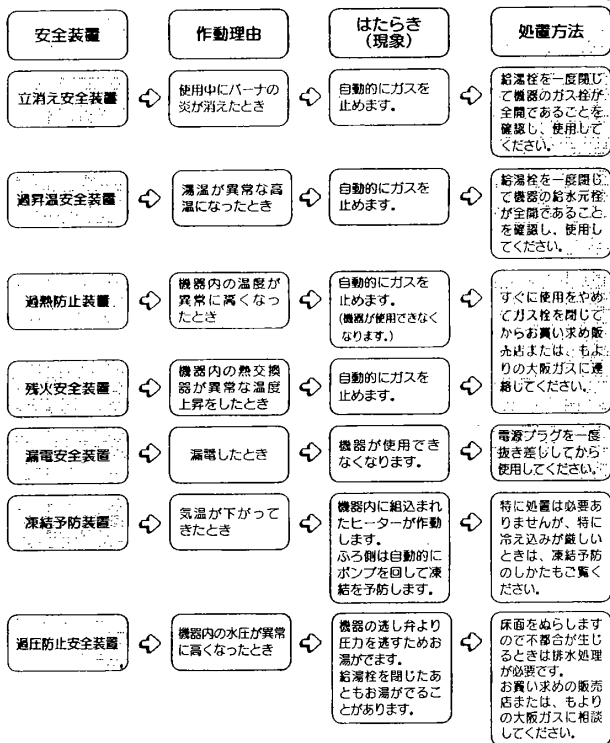 安全装置
作動理由
はたらき
(現象)
処置方法
立消え安全装置
使用中にバーナの
炎が消えたとき
自動的にガスを
止めます。
給湯栓を一度閉じ
て機器のガス栓が
全開であることを
確認し、使用して
ください。
過昇温安全装置
湯温が異常な高
温になったとき
自動的にガスを
止めます。
給湯栓を一度閉じ
て機器の給水元栓
が全開であること
を確認し、使用し
てください。
過熱防止装置
機器内の温度が
異常に高くなっ
たとき
自動的にガスを
止めます。
(機器が使用できなく
なります。)
すぐに使用をやめ
てガス栓を閉じて
からお買い求め販
売店または、もよ
りの大阪ガスに連
絡してください。
残火安全装置
機器内の熱交換
器が異常な温度
上昇をしたとき
自動的にガスを
止めます。
漏電安全装置
漏電したとき
機器が使用でき
なくなります。
電源プラグを一度
抜き差ししてから
使用してください。
凍結予防装置
気温が下がって
きたとき
機器内に組込まれ
たヒーターが作動
します。
ふろ側は自動的に
ポンプを回して凍
結を予防します。
特に処置は必要あ
りませんが、特に
冷え込みが厳しい
ときは、凍結予防
のしかたもご覧く
ださい。
過圧防止安全装置
機器内の水圧が異常
に高くなったとき
機器の逃し弁より
圧力を逃すためお
湯がでます。
給湯栓を閉じたあ
ともお湯がでること
があります。
床面をぬらします
ので不都合が生じ
るときは排水処理
が必要です。
お買い求めの販売
店または、もより
の大阪ガスに相談
してください。